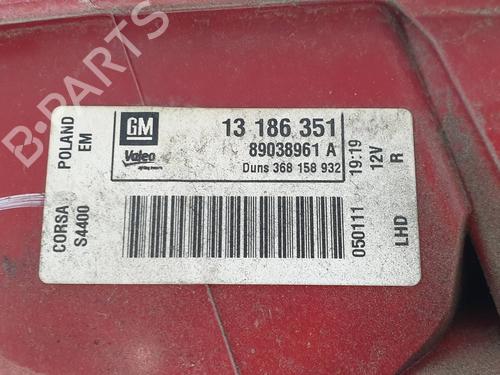 B-PARTS
POLAND
EM
GM
Valeo
13 186 351
89038961 A
Duns 368 158 932
19:19
12V
R
CORSA
S4400
050111
LHD